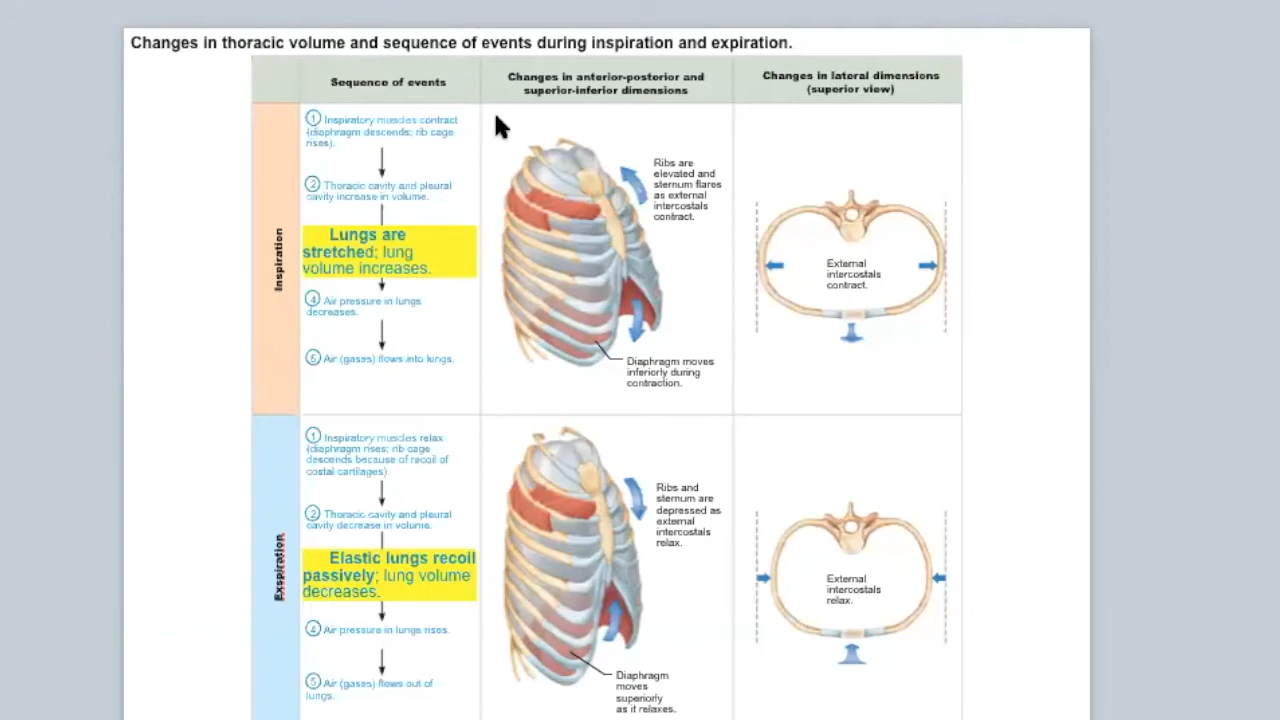 Changes in thoracic volume and sequence of events during inspiration and expiration.
Sequence of events
Changes in anterior-posterior and
superior-inferior dimensions
Changes in lateral dimensions
(superior view)
Inspiration
1 Inspiratory muscles contract
(diaphragm descends; rib cage
rises).
2 Thoracic cavity and pleural
cavity increase in volume.
Lungs are
stretched; lung
volume increases.
4 Air pressure in lungs
decreases.
5 Air (gases) flows into lungs.
Ribs are
elevated and
sternum flares
as external
intercostals
contract.
Diaphragm moves
inferiorly during
contraction.
External
intercostals
contract.
Exspiration
1 Inspiratory muscles relax
(diaphragm rises; rib cage
descends because of recoil of
costal cartilages).
2 Thoracic cavity and pleural
cavity decrease in volume.
Elastic lungs recoil
passively; lung volume
decreases.
4 Air pressure in lungs rises.
5 Air (gases) flows out of
lungs.
Ribs and
sternum are
depressed as
external
intercostals
relax.
Diaphragm
moves
superiorly
as it relaxes.
External
intercostals
relax.